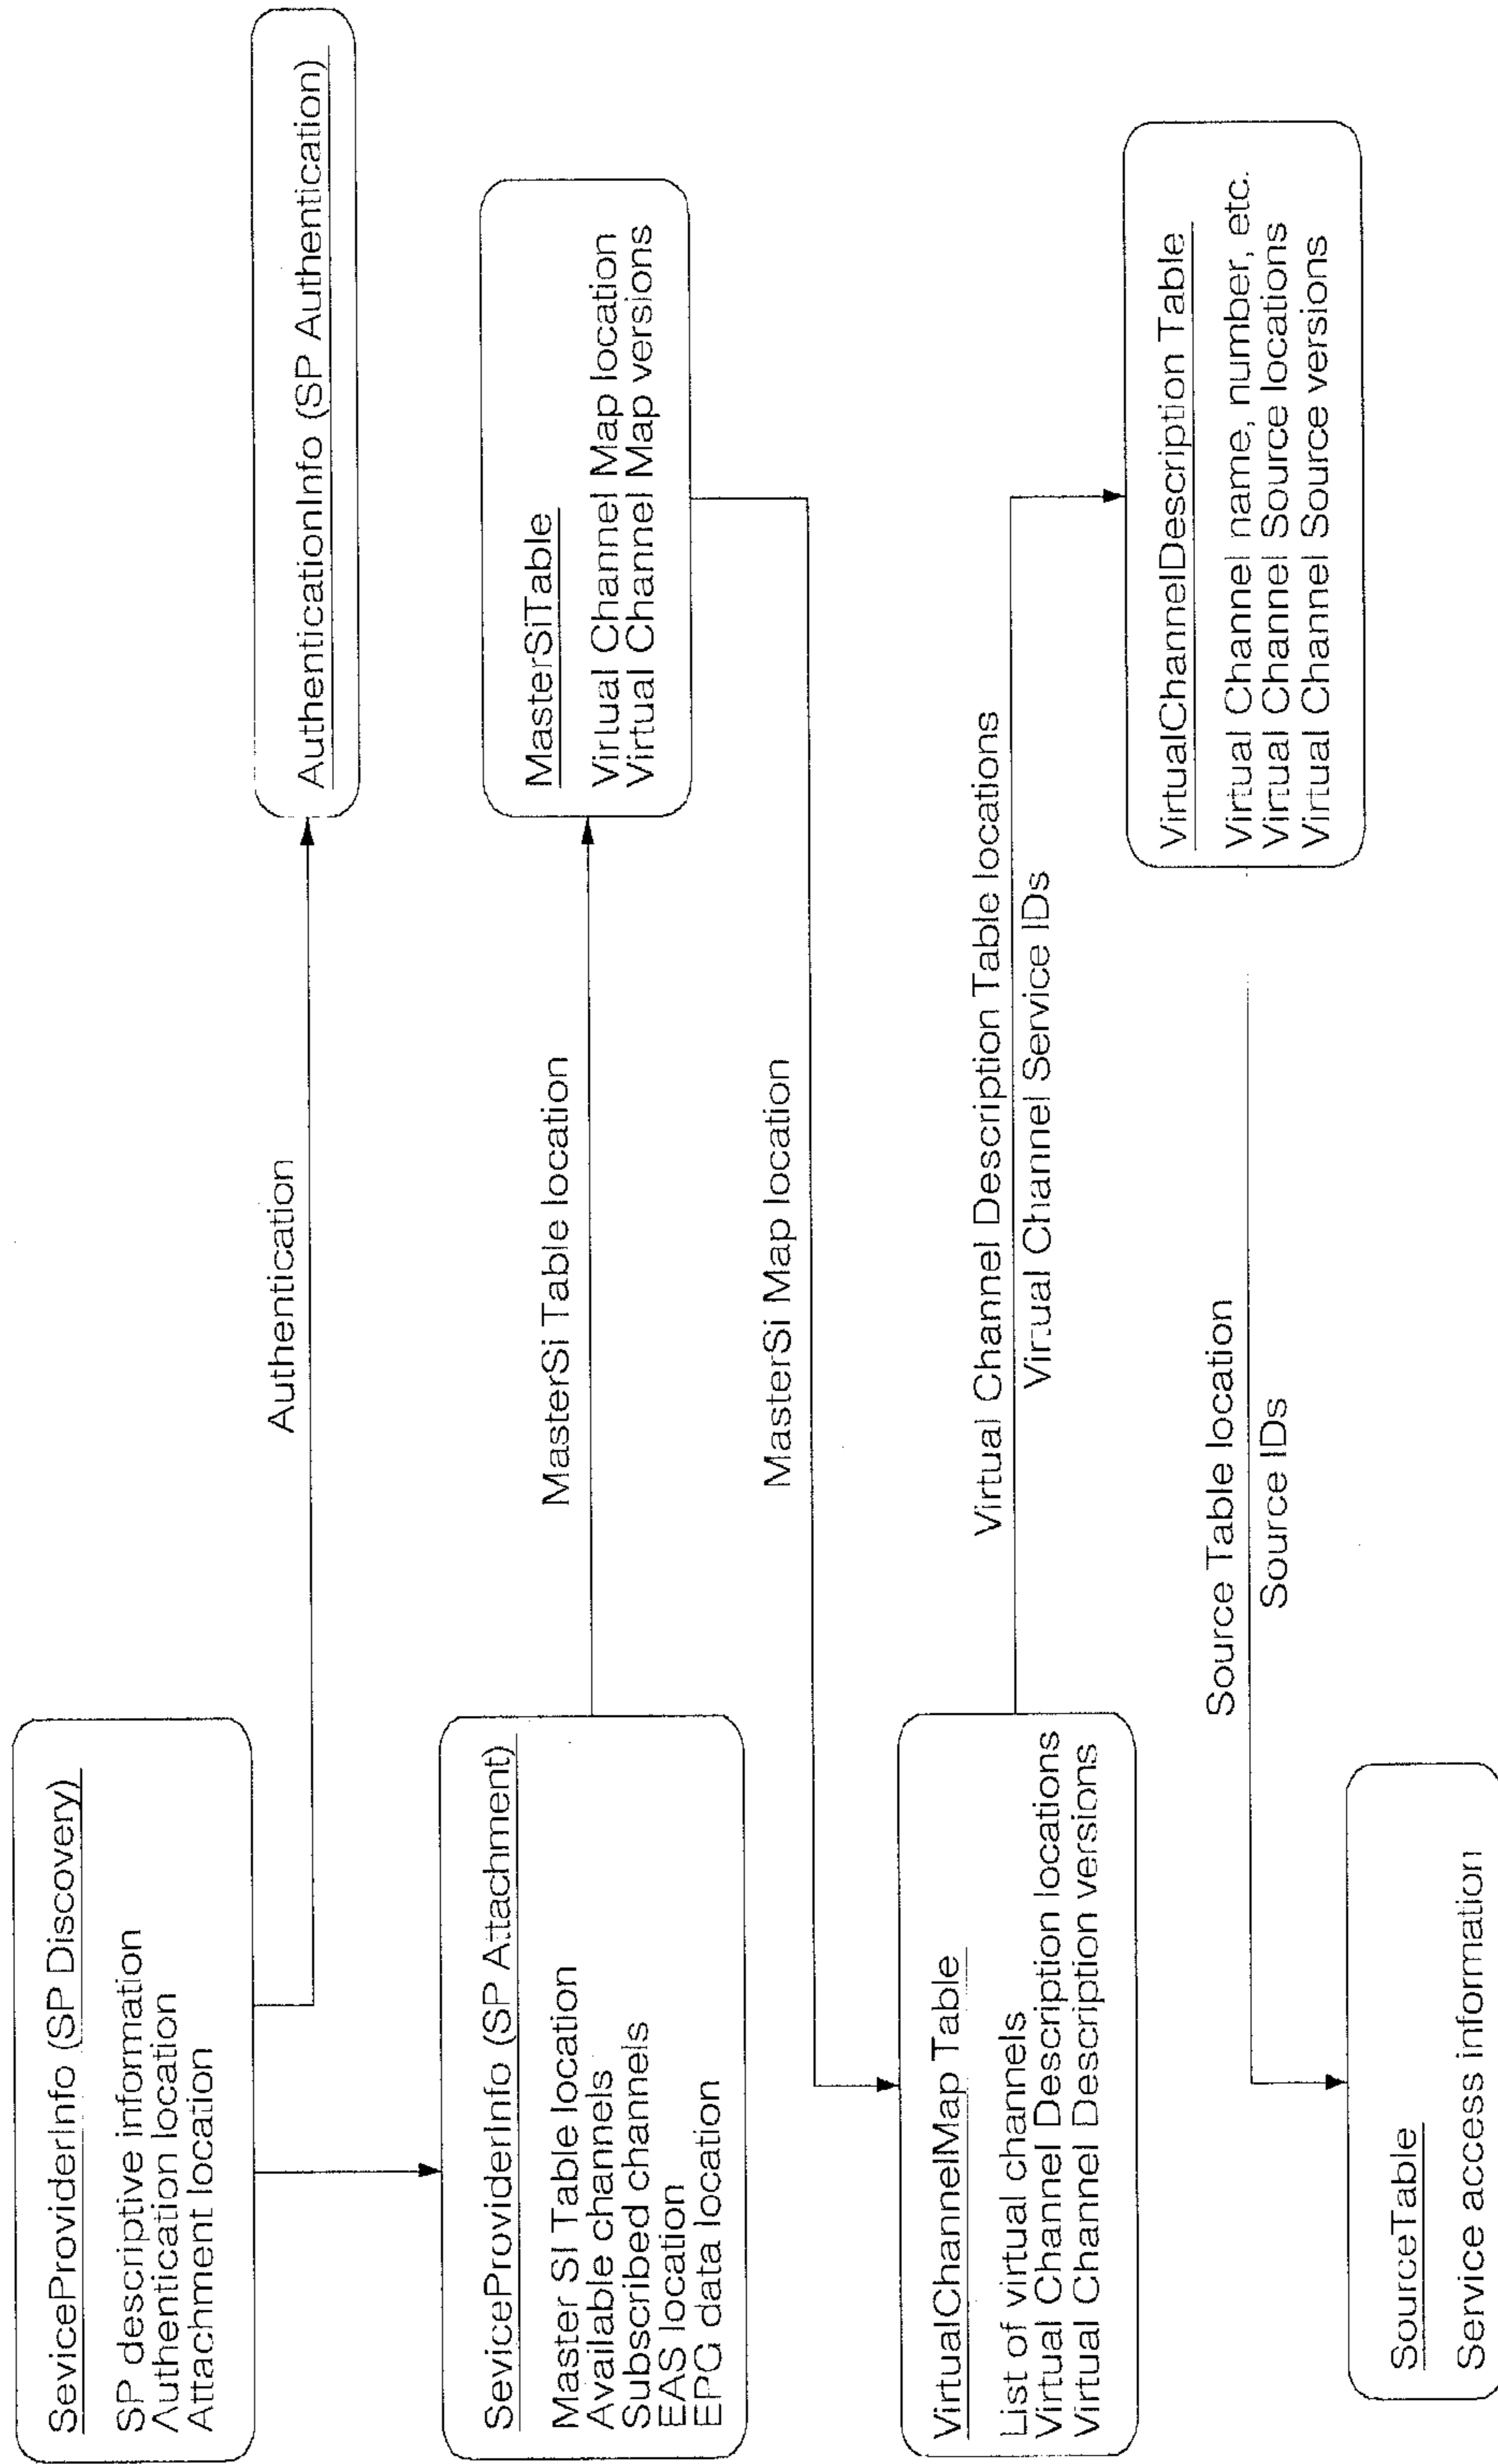 SeviceProviderInfo (SP Discovery)
SP descriptive information
Authentication location
Attachment location
Authentication
AuthenticationInfo (SP Authentication)
SeviceProviderInfo (SP Attachment)
Master SI Table location
Available channels
Subscribed channels
EAS location
EPG data location
MasterSi Table location
MasterSiTable
Virtual Channel Map location
Virtual Channel Map versions
MasterSi Map location
VirtualChannelMap Table
List of virtual channels
Virtual Channel Description locations
Virtual Channel Description versions
Virtual Channel Description Table locations
Virtual Channel Service IDs
VirtualChannelDescription Table
Virtual Channel name, number, etc.
Virtual Channel Source locations
Virtual Channel Source versions
Source Table location
Source IDs
SourceTable
Service access information